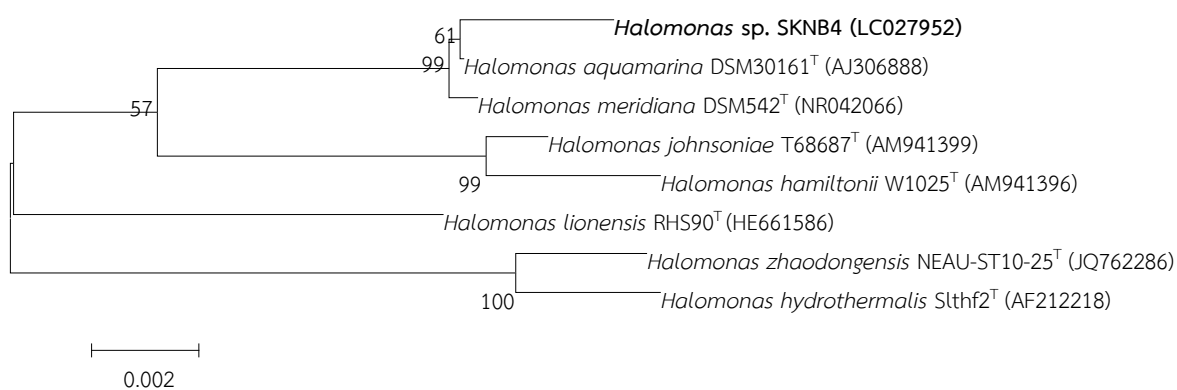 Halomonas sp. SKNB4 (LC027952)
61
99
Halomonas aquamarina DSM30161ᵀ (AJ306888)
Halomonas meridiana DSM542ᵀ (NR042066)
57
Halomonas johnsoniae T68687ᵀ (AM941399)
99
Halomonas hamiltonii W1025ᵀ (AM941396)
Halomonas lionensis RHS90ᵀ (HE661586)
Halomonas zhaodongensis NEAU-ST10-25ᵀ (JQ762286)
100
Halomonas hydrothermalis Slthf2ᵀ (AF212218)
0.002